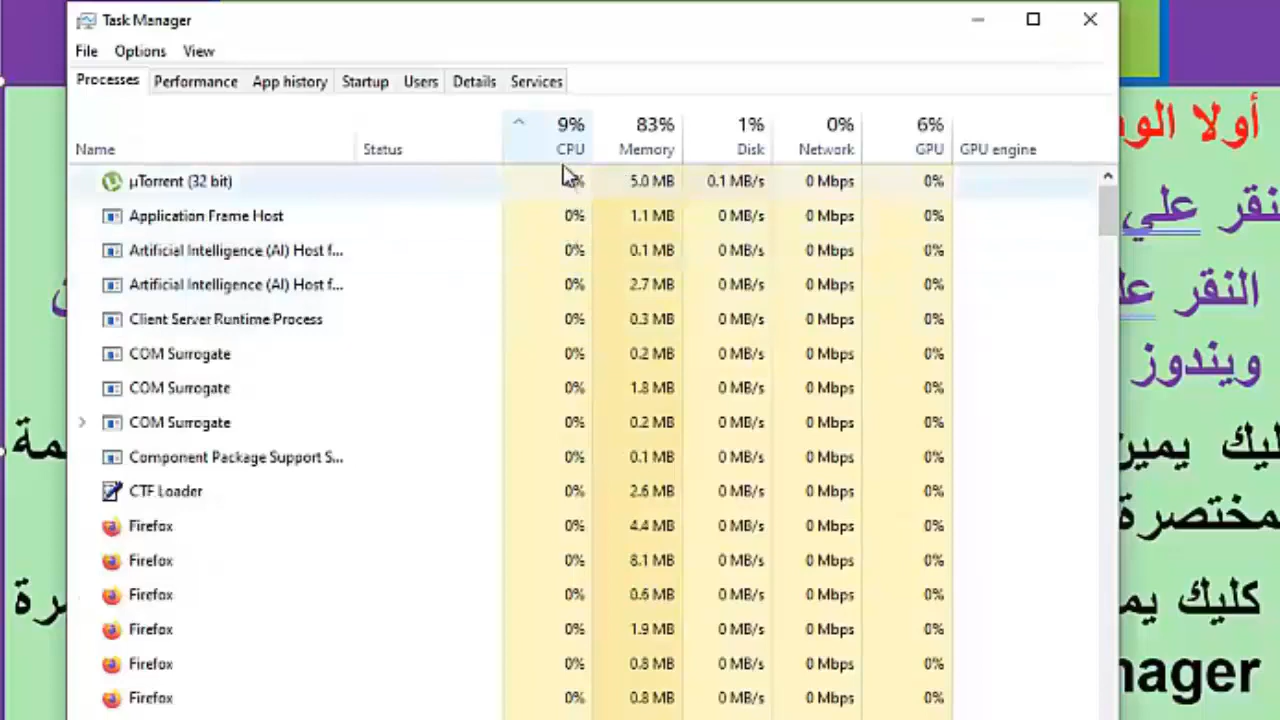 Task Manager
File Options View
Processes Performance App history Startup Users Details Services
9% 83% 1% 0% 6%
Name Status CPU Memory Disk Network GPU GPU engine
µTorrent (32 bit) 5.0 MB 0.1 MB/s 0 Mbps 0%
Application Frame Host 0% 1.1 MB 0 MB/s 0 Mbps 0%
Artificial Intelligence (AI) Host f... 0% 0.1 MB 0 MB/s 0 Mbps 0%
Artificial Intelligence (AI) Host f... 0% 2.7 MB 0 MB/s 0 Mbps 0%
Client Server Runtime Process 0% 0.3 MB 0 MB/s 0 Mbps 0%
COM Surrogate 0% 0.2 MB 0 MB/s 0 Mbps 0%
COM Surrogate 0% 1.8 MB 0 MB/s 0 Mbps 0%
COM Surrogate 0% 0.2 MB 0 MB/s 0 Mbps 0%
Component Package Support S... 0% 0.1 MB 0 MB/s 0 Mbps 0%
CTF Loader 0% 2.6 MB 0 MB/s 0 Mbps 0%
Firefox 0% 4.4 MB 0 MB/s 0 Mbps 0%
Firefox 0% 8.1 MB 0 MB/s 0 Mbps 0%
Firefox 0% 0.6 MB 0 MB/s 0 Mbps 0%
Firefox 0% 1.9 MB 0 MB/s 0 Mbps 0%
Firefox 0% 0.8 MB 0 MB/s 0 Mbps 0%
Firefox 0% 0.8 MB 0 MB/s 0 Mbps 0%
أولا
نقر علي
النقر
ويندوز
يمين
مختصرة
كليك